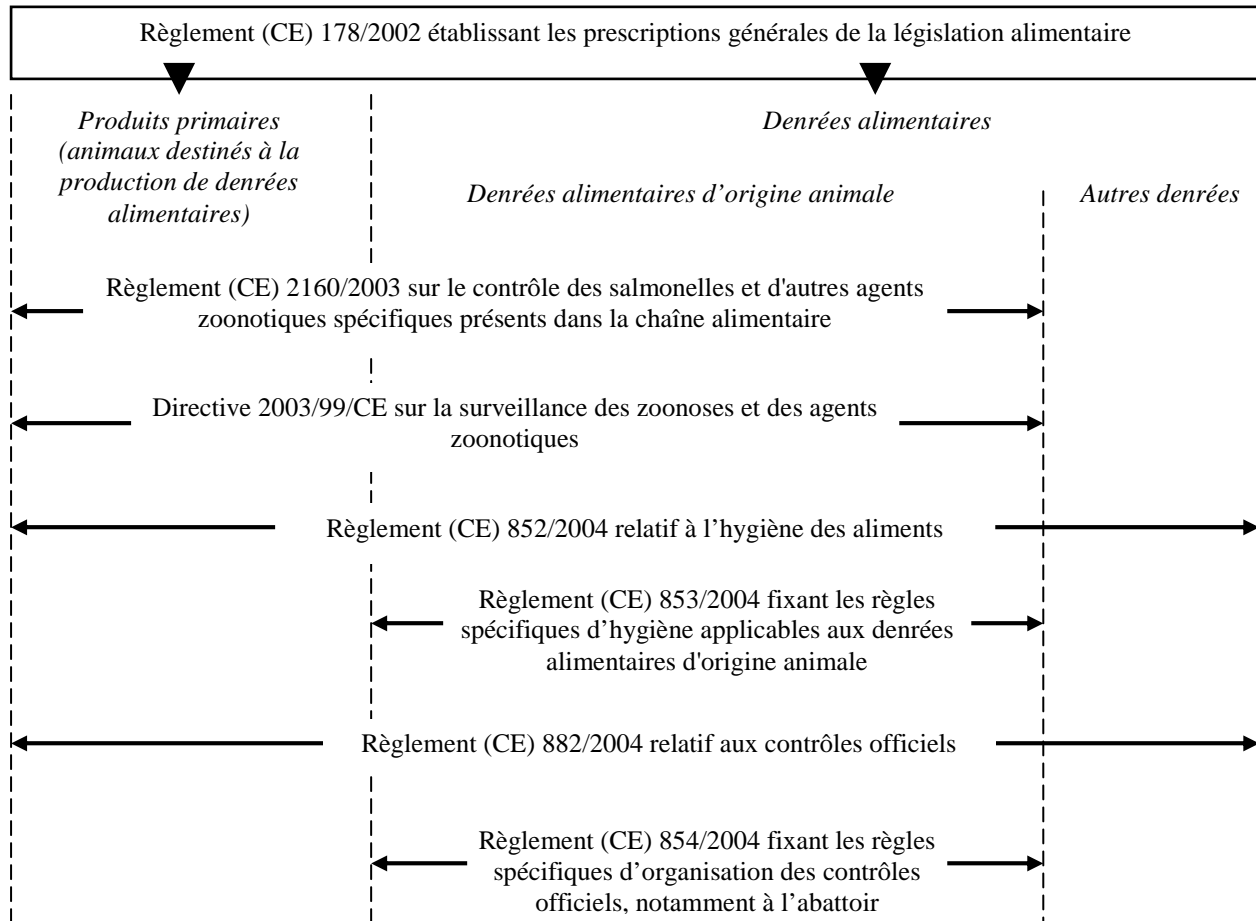 Règlement (CE) 178/2002 établissant les prescriptions générales de la législation alimentaire
Produits primaires
(animaux destinés à la
production de denrées
alimentaires)
Denrées alimentaires
Denrées alimentaires d’origine animale
Autres denrées
Règlement (CE) 2160/2003 sur le contrôle des salmonelles et d'autres agents
zoonotiques spécifiques présents dans la chaîne alimentaire
Directive 2003/99/CE sur la surveillance des zoonoses et des agents
zoonotiques
Règlement (CE) 852/2004 relatif à l’hygiène des aliments
Règlement (CE) 853/2004 fixant les règles
spécifiques d’hygiène applicables aux denrées
alimentaires d'origine animale
Règlement (CE) 882/2004 relatif aux contrôles officiels
Règlement (CE) 854/2004 fixant les règles
spécifiques d’organisation des contrôles
officiels, notamment à l’abattoir